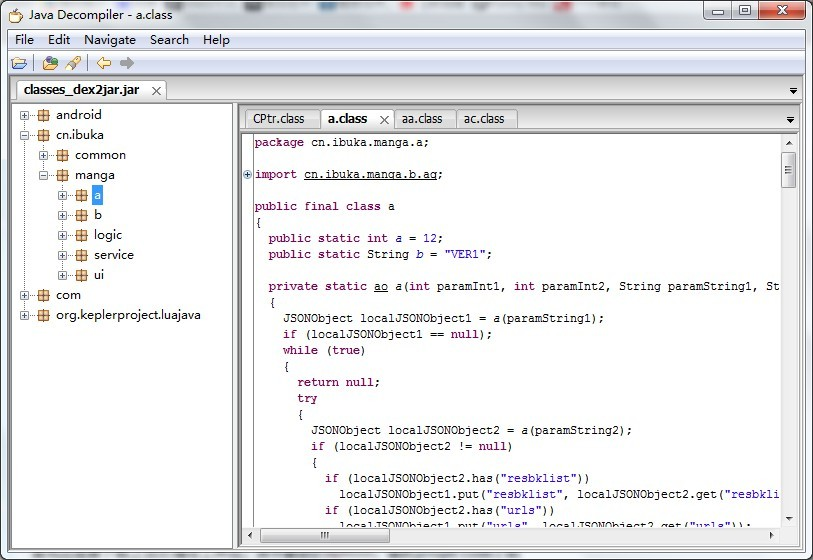 Java Decompiler - a.class
File Edit Navigate Search Help
classes_dex2jar.jar
android
cn.ibuka
common
manga
a
b
logic
service
ui
com
org.keplerproject.luajava
CPtr.class a.class aa.class ac.class
package cn.ibuka.manga.a;
import cn.ibuka.manga.b.aq;
public final class a
{
public static int a = 12;
public static String b = "VER1";
private static ao a(int paramInt1, int paramInt2, String paramString1, St
{
JSONObject localJSONObject1 = a(paramString1);
if (localJSONObject1 == null);
while (true)
{
return null;
try
{
JSONObject localJSONObject2 = a(paramString2);
if (localJSONObject2 != null)
{
if (localJSONObject2.has("resbklist"))
localJSONObject1.put("resbklist", localJSONObject2.get("resbkli
if (localJSONObject2.has("urls"))
localJSONObject1.put("urls", localJSONObject2.get("urls");